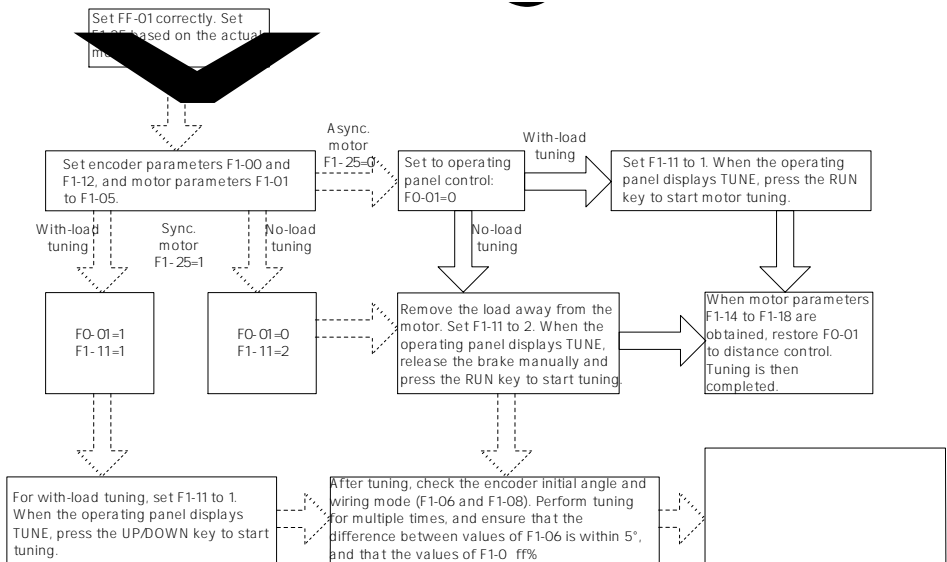 Set FF-01 correctly. Set
based on the actual
Async.
motor
F1-25=0
With-load
tuning
Set encoder parameters F1-00 and
F1-12, and motor parameters F1-01
to F1-05.
Set to operating
panel control:
F0-01=0
Set F1-11 to 1. When the operating
panel displays TUNE, press the RUN
key to start motor tuning.
With-load
tuning
Sync.
motor
F1-25=1
No-load
tuning
No-load
tuning
F0-01=1
F1-11=1
F0-01=0
F1-11=2
Remove the load away from the
motor. Set F1-11 to 2. When the
operating panel displays TUNE,
release the brake manually and
press the RUN key to start tuning.
When motor parameters
F1-14 to F1-18 are
obtained, restore F0-01
to distance control.
Tuning is then
completed.
For with-load tuning, set F1-11 to 1.
When the operating panel displays
TUNE, press the UP/DOWN key to start
tuning.
After tuning, check the encoder initial angle and
wiring mode (F1-06 and F1-08). Perform tuning
for multiple times, and ensure that the
difference between values of F1-06 is within 5°,
and that the values of F1-0 ff%